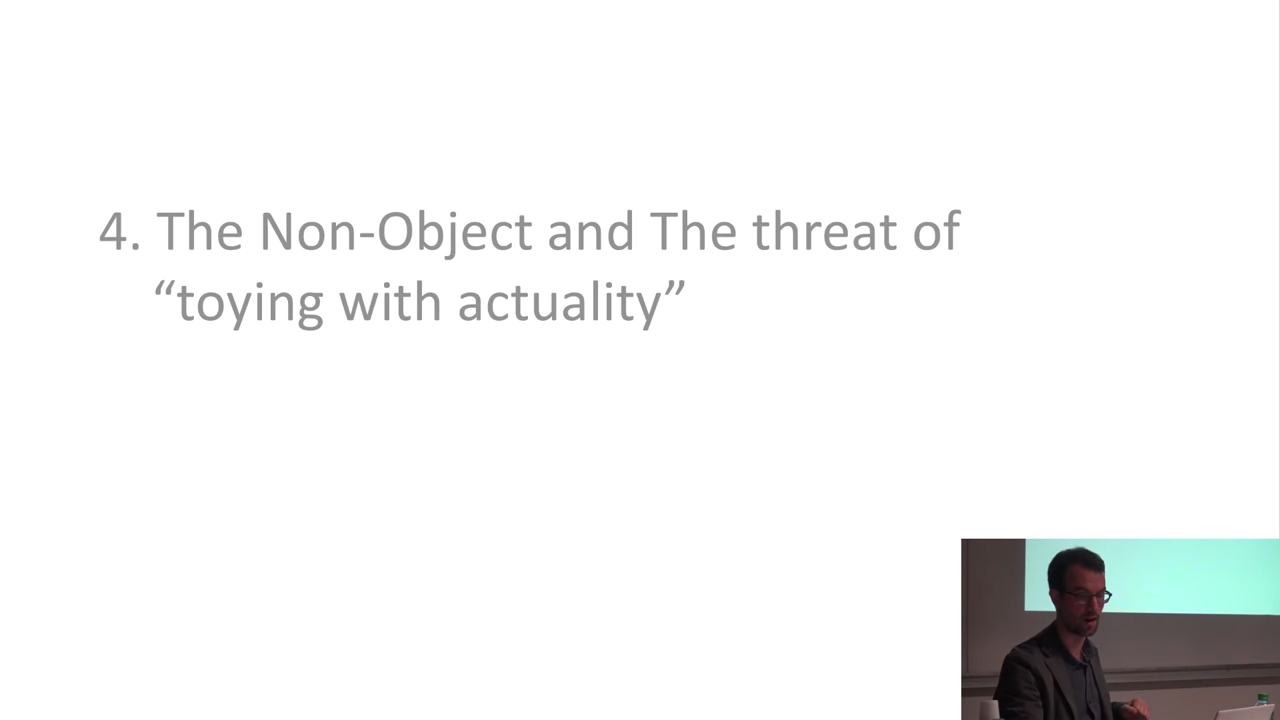 4. The Non-Object and The threat of
“toying with actuality”